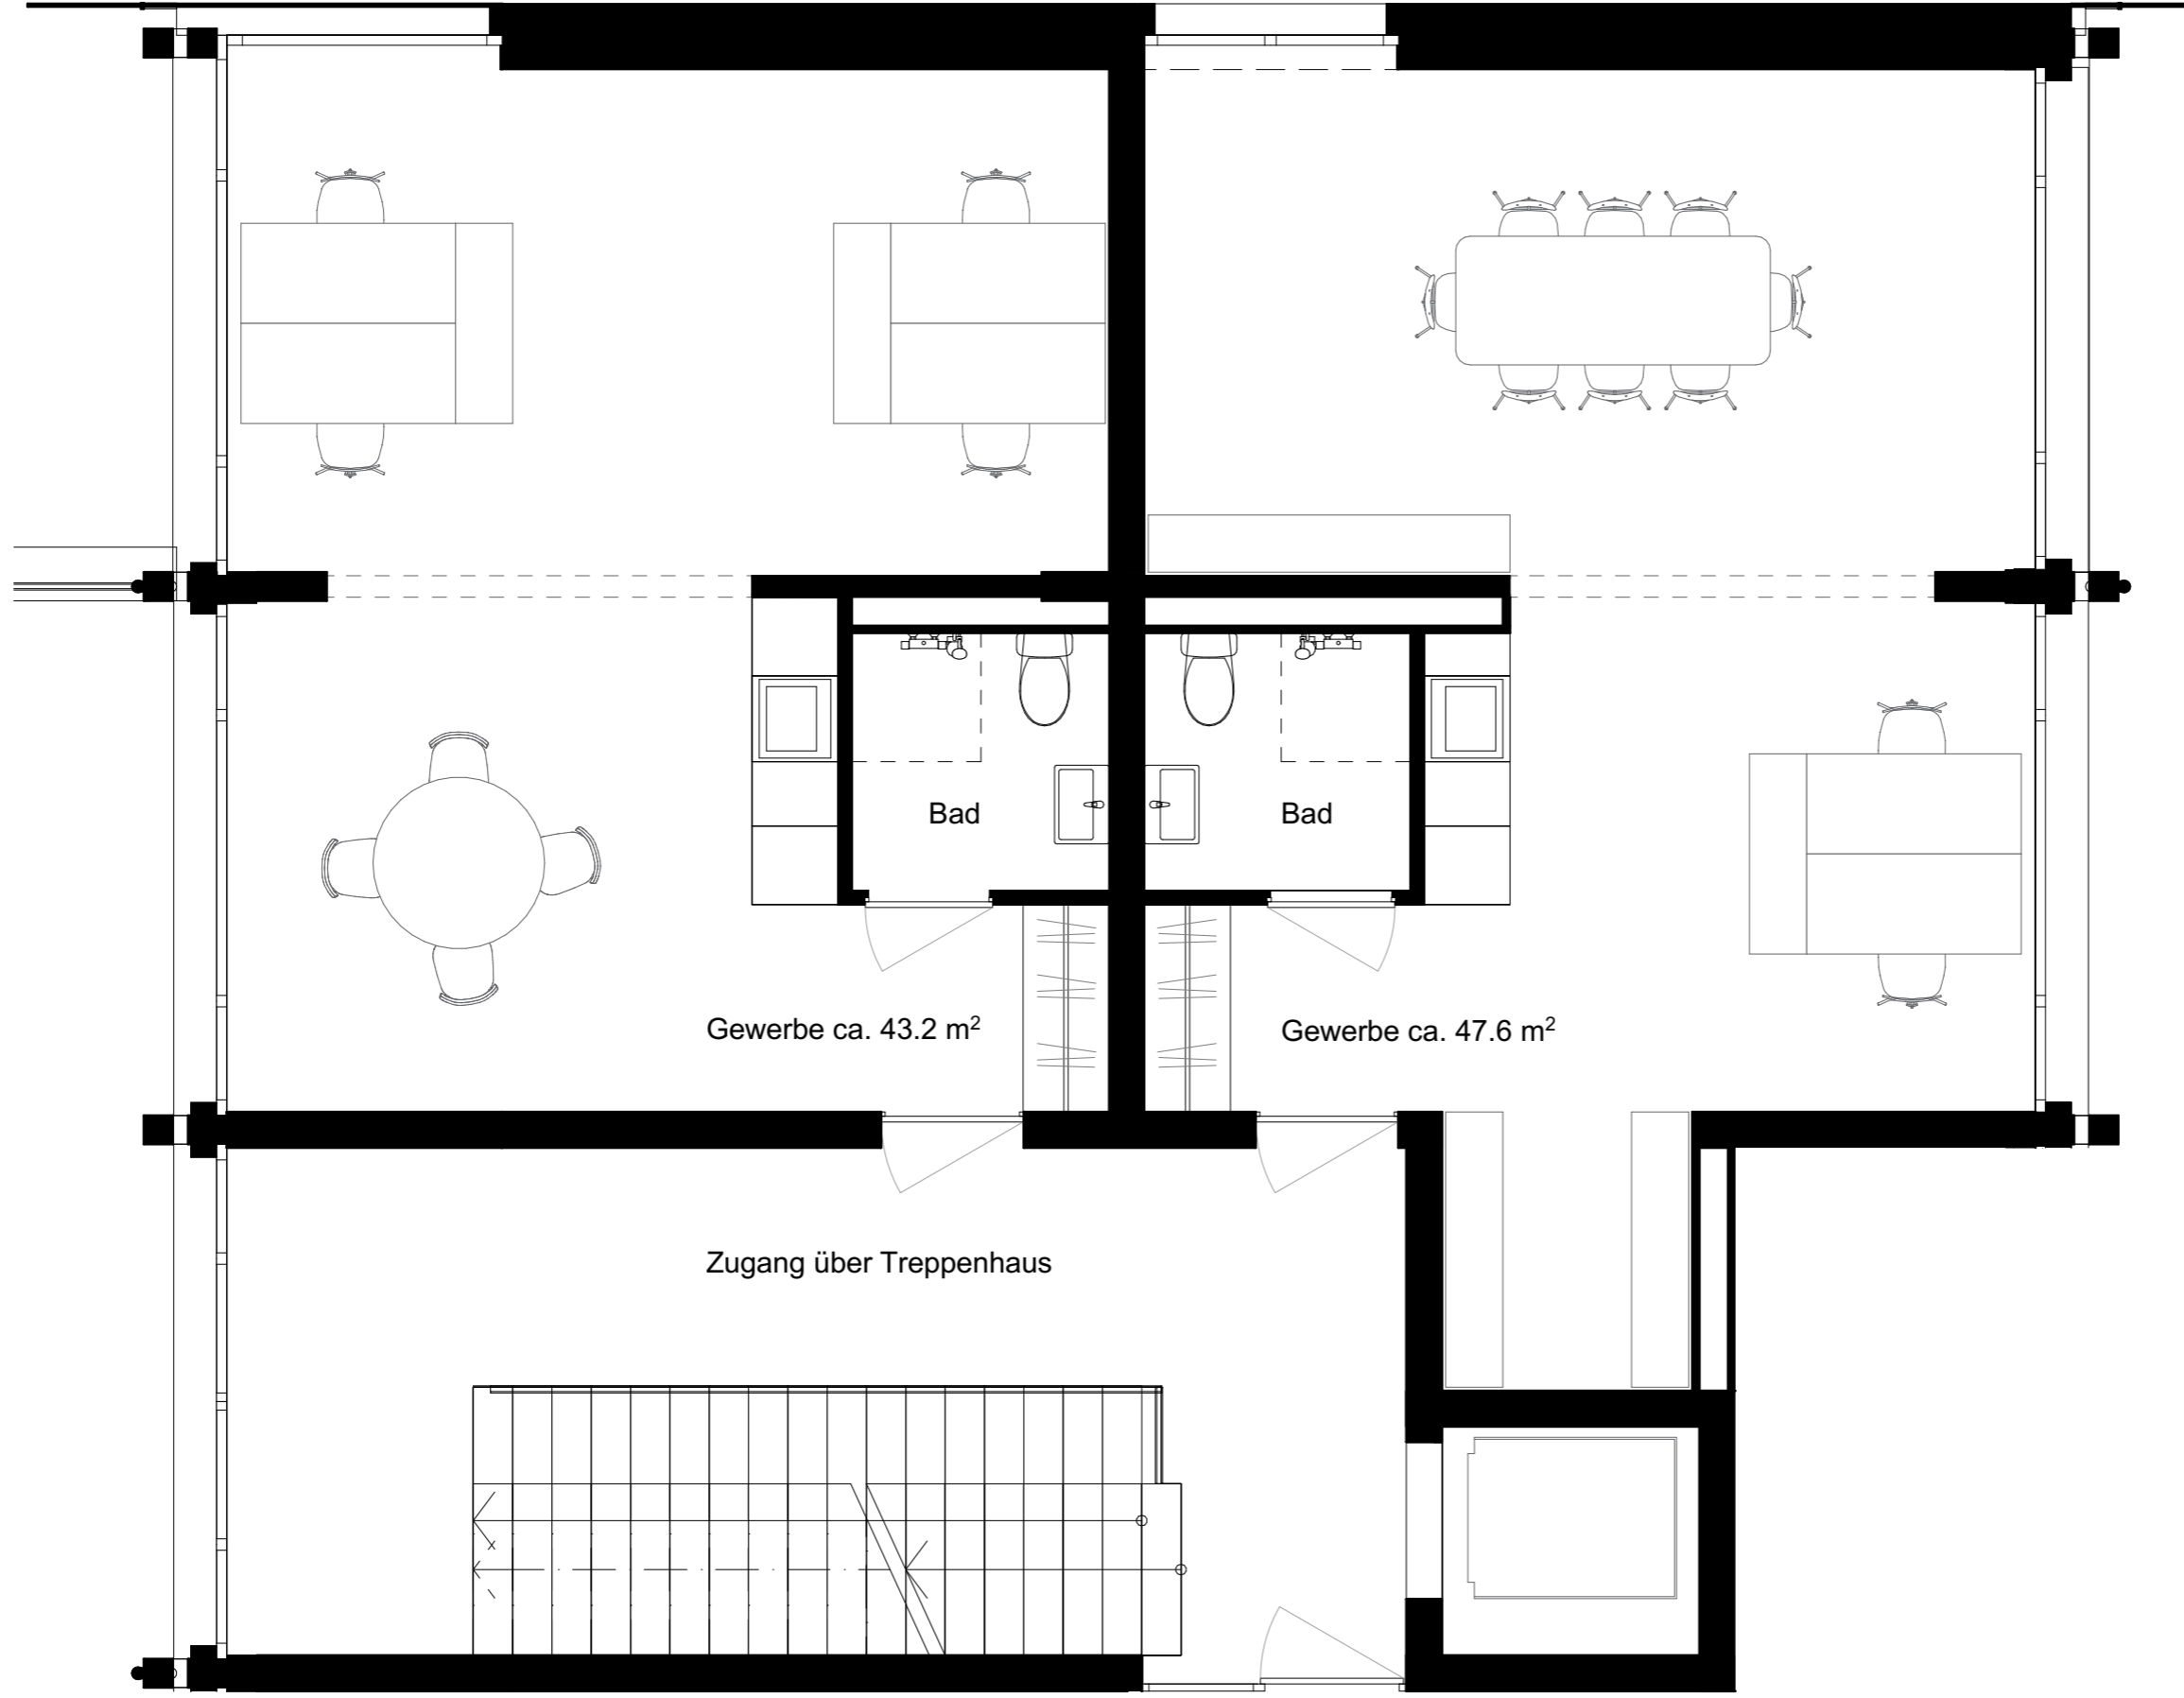 Bad
Bad
Gewerbe ca. 43.2 m²
Gewerbe ca. 47.6 m²
Zugang über Treppenhaus